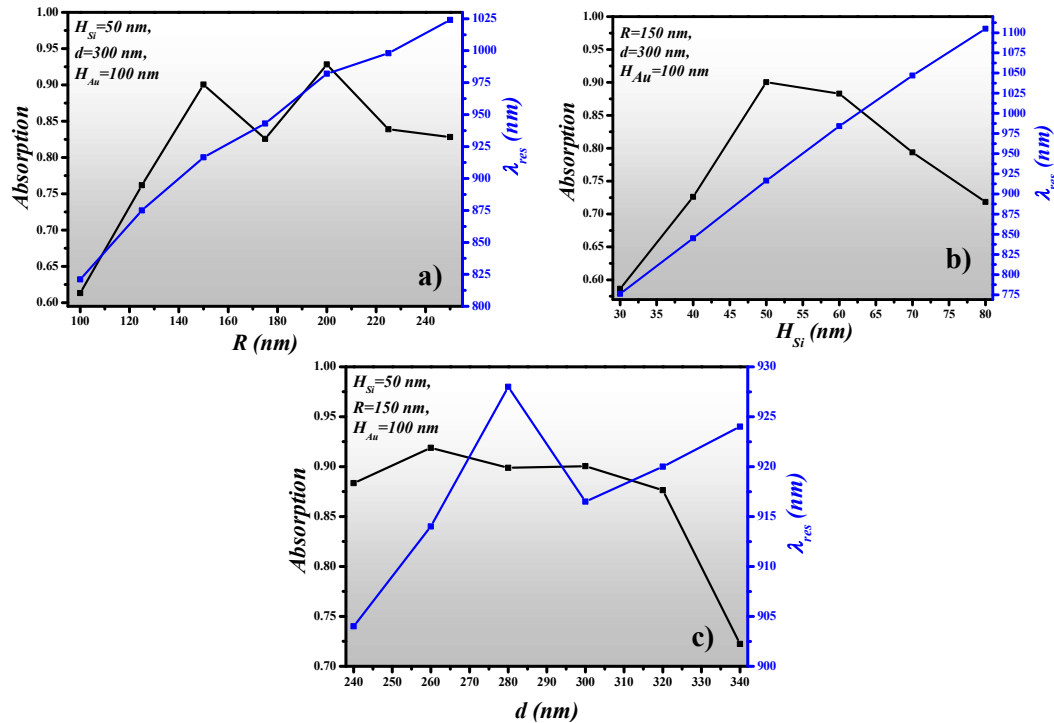 H_Si=50 nm,
d=300 nm,
H_Au=100 nm
a)
Absorption
1.00
0.95
0.90
0.85
0.80
0.75
0.70
0.65
0.60
100 120 140 160 180 200 220 240
R (nm)
1025
1000
975
950
925
900
875
850
825
800
λ_res (nm)
R=150 nm,
d=300 nm,
H_Au=100 nm
b)
Absorption
1.00
0.95
0.90
0.85
0.80
0.75
0.70
0.65
0.60
30 35 40 45 50 55 60 65 70 75 80
H_Si (nm)
1100
1075
1050
1025
1000
975
950
925
900
875
850
825
800
775
λ_res (nm)
H_Si=50 nm,
R=150 nm,
H_Au=100 nm
c)
Absorption
1.00
0.95
0.90
0.85
0.80
0.75
0.70
240 250 260 270 280 290 300 310 320 330 340
d (nm)
930
925
920
915
910
905
900
λ_res (nm)